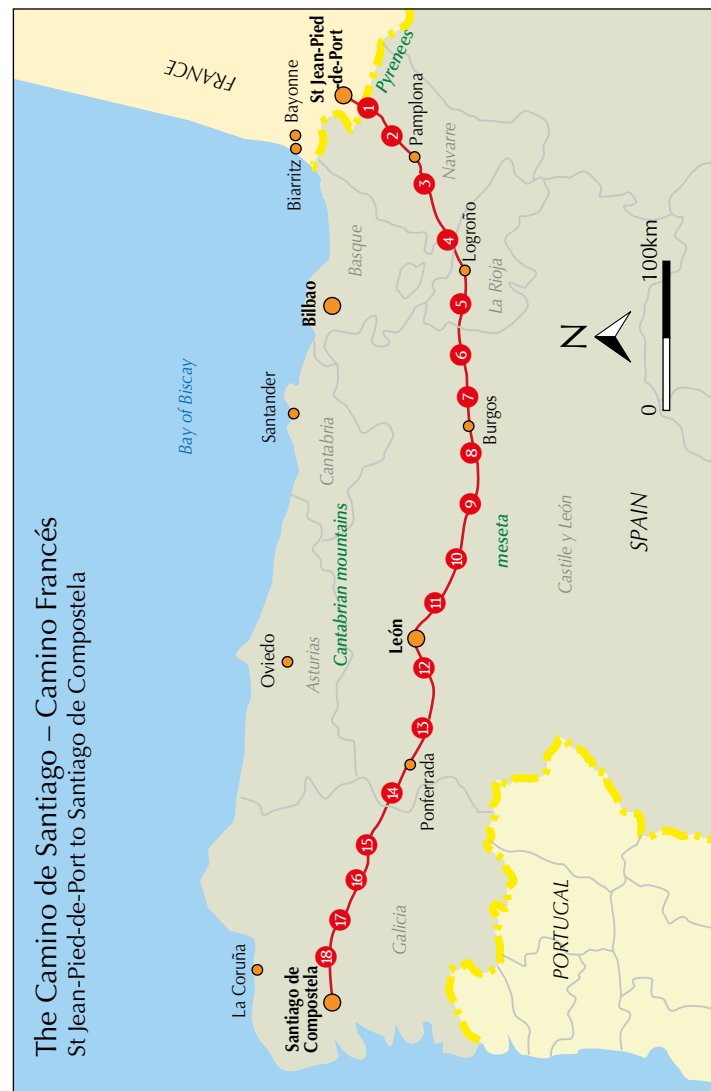 The Camino de Santiago – Camino Francés
St Jean-Pied-de-Port to Santiago de Compostela
FRANCE
Bayonne
Biarritz
St Jean-Pied
-de-Port
Pyrenees
Bay of Biscay
La Coruña
Oviedo
Santander
Bilbao
Basque
Asturias
Cantabria
Cantabrian mountains
Pamplona
Navarre
Santiago de
Compostela
Galicia
Ponferrada
León
Burgos
Logroño
La Rioja
meseta
Castile y León
SPAIN
PORTUGAL
1
2
3
4
5
6
7
8
9
10
11
12
13
14
15
16
17
18
N
0
100km